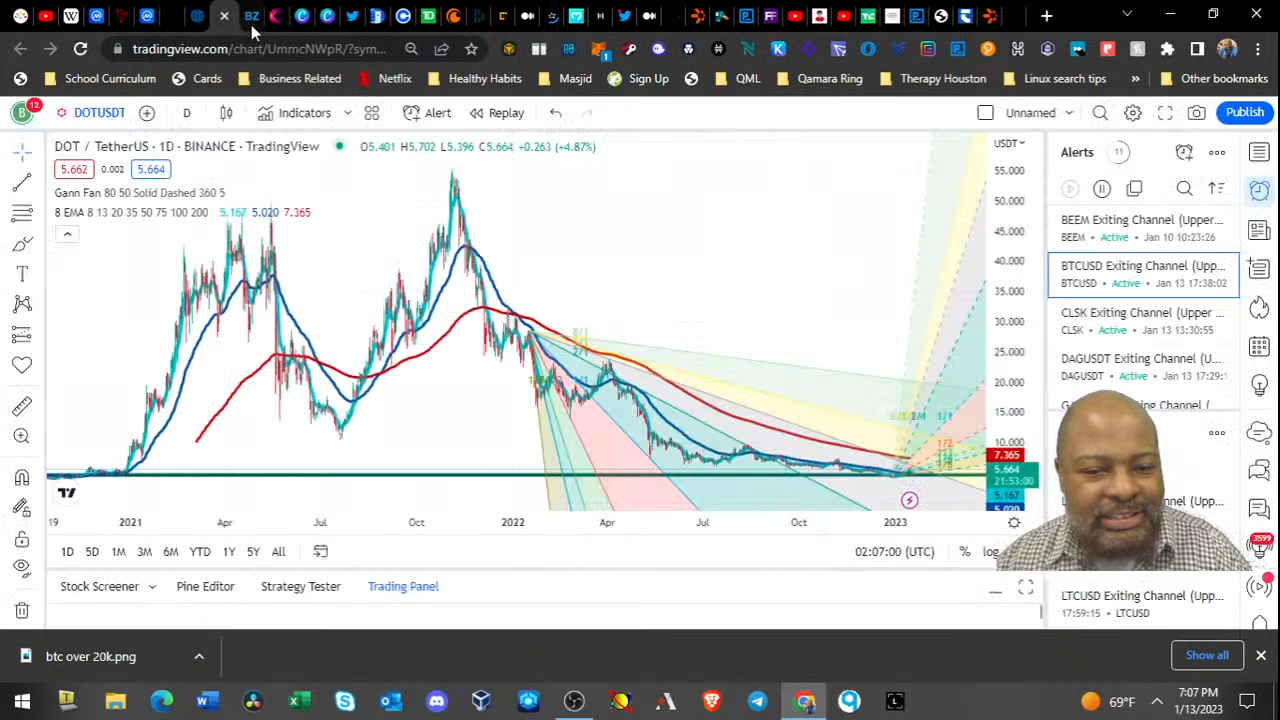 BZ
tradingview.com/chart/UmmcNWpR/?sym...
School Curriculum Cards Business Related Netflix Healthy Habits Masjid Sign Up QML Qamara Ring Therapy Houston Linux search tips » Other bookmarks
B 12 DOTUSDT D Indicators Alert Replay Unnamed Publish
DOT / TetherUS · 1D · BINANCE · TradingView O5.401 H5.702 L5.396 C5.664 +0.263 (+4.87%)
USDT
5.662 0.002 5.664
Gann Fan 80 50 Solid Dashed 360 5
8 EMA 8 13 20 35 50 75 100 200 5.167 5.020 7.365
55.000
50.000
45.000
40.000
35.000
30.000
25.000
20.000
15.000
10.000
7.365
5.664
21:53:00
5.167
1/1
1/2
2021 Apr Jul Oct 2022 Apr Jul Oct 2023
1D 5D 1M 3M 6M YTD 1Y 5Y All 02:07:00 (UTC) % log
Stock Screener Pine Editor Strategy Tester Trading Panel
Alerts 11
BEEM Exiting Channel (Upper...
BEEM • Active • Jan 10 10:23:26
BTCUSD Exiting Channel (Upp...
BTCUSD • Active • Jan 13 17:38:02
CLSK Exiting Channel (Upper ...
CLSK • Active • Jan 13 13:30:55
DAGUSDT Exiting Channel (U...
DAGUSDT • Active • Jan 13 17:29:
LTCUSD Exiting Channel (Upp...
17:59:15 • LTCUSD
3599
btc over 20k.png
Show all
69°F
7:07 PM
1/13/2023